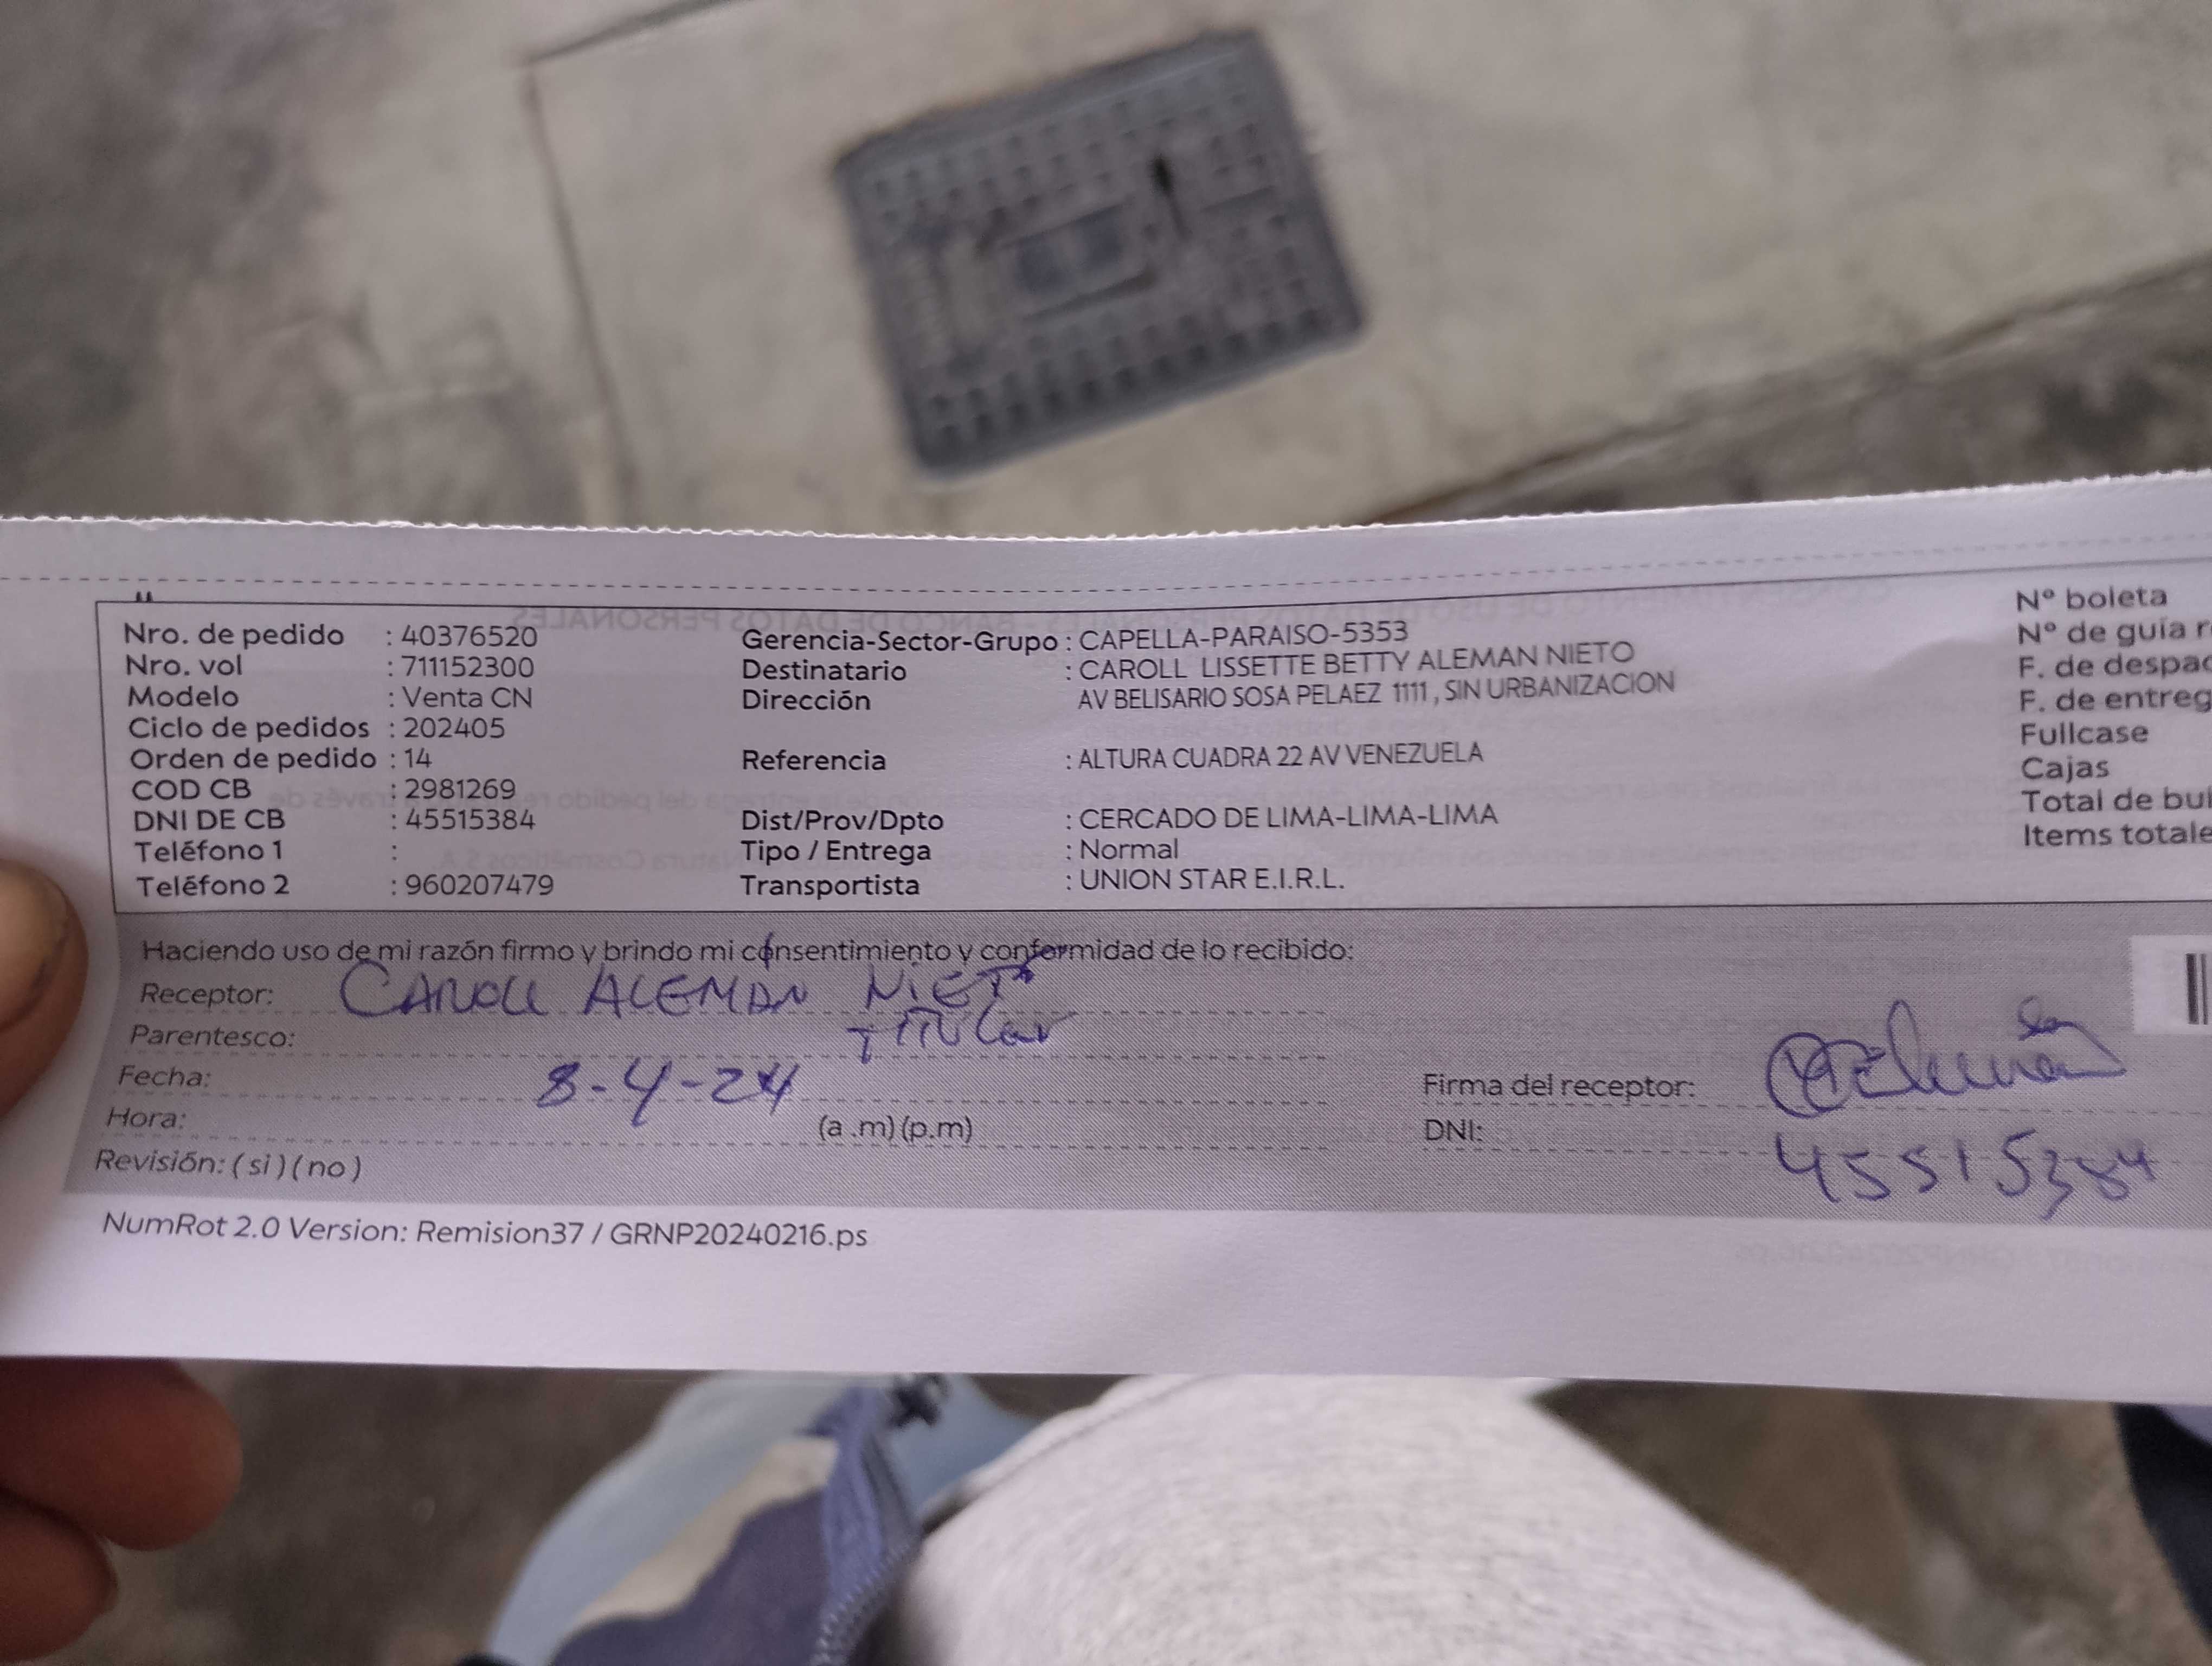 Nro. de pedido : 40376520
Nro. vol : 711152300
Modelo : Venta CN
Ciclo de pedidos : 202405
Orden de pedido : 14
COD CB : 2981269
DNI DE CB : 45515384
Teléfono 1 :
Teléfono 2 : 960207479
Gerencia-Sector-Grupo : CAPELLA-PARAISO-5353
Destinatario : CAROLL LISSETTE BETTY ALEMAN NIETO
Dirección AV BELISARIO SOSA PELAEZ 1111 , SIN URBANIZACION
Referencia : ALTURA CUADRA 22 AV VENEZUELA
Dist/Prov/Dpto : CERCADO DE LIMA-LIMA-LIMA
Tipo / Entrega : Normal
Transportista : UNION STAR E.I.R.L.
Nº boleta
Nº de guía r
F. de despac
F. de entreg
Fullcase
Cajas
Total de bul
Items totale
Haciendo uso de mi razón firmo y brindo mi consentimiento y conformidad de lo recibido:
Receptor: CAROLL ALEMAN NIETO
Parentesco: TITULAR
Fecha: 8-4-24
Hora: (a .m) (p.m)
Revisión: ( si ) ( no )
Firma del receptor:
DNI: 45515384
NumRot 2.0 Version: Remision37 / GRNP20240216.ps